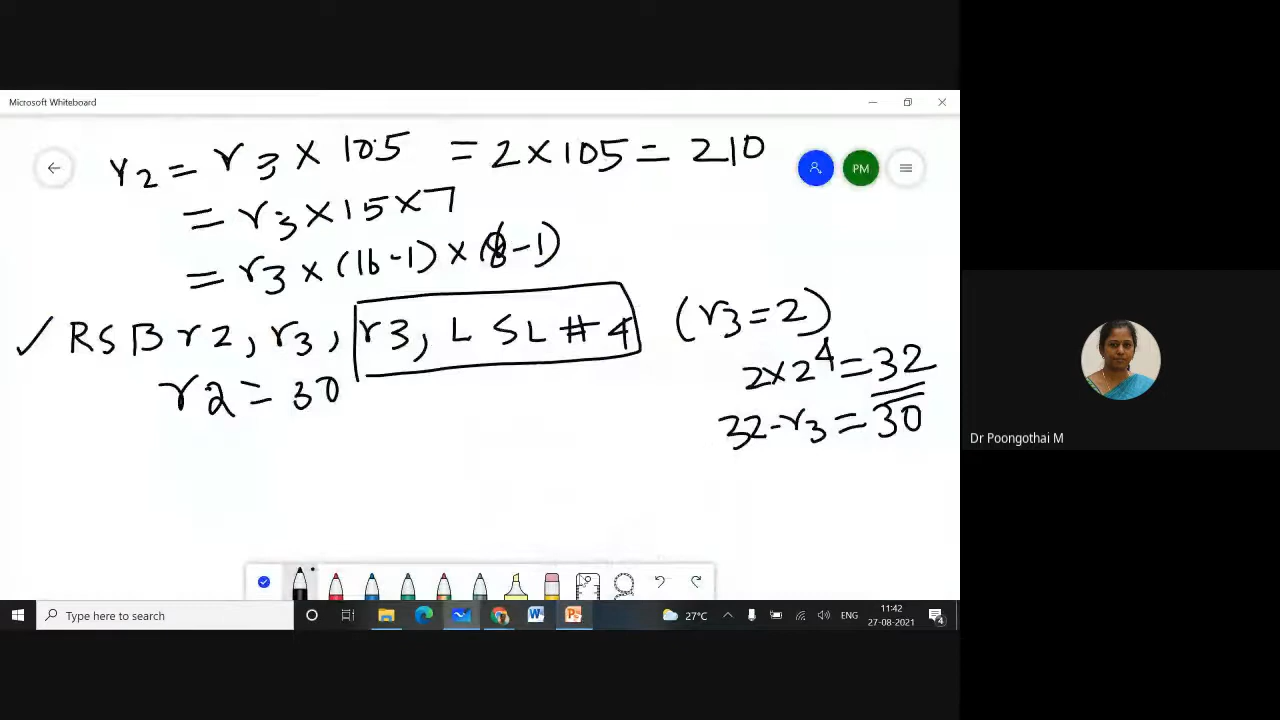 Microsoft Whiteboard
r2 = r3 × 105 = 2×105 = 210
= r3 × 15 × 7
= r3 × (16-1) × (8-1)
✓ RSB r2, r3, r3, LSL #4 (r3=2)
r2 = 30
2×2⁴ = 32
32-r3 = 30
PM
Dr Poongothai M
Type here to search
27°C
ENG
11:42
27-08-2021
4